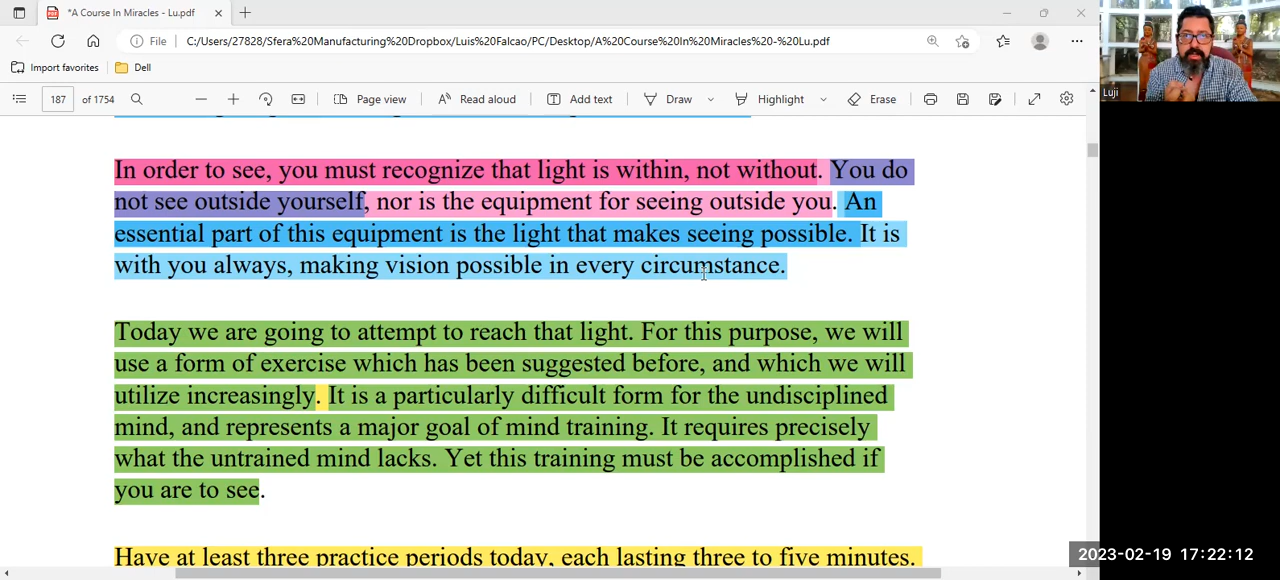 *A Course In Miracles - Lu.pdf
File
C:/Users/27828/Sfera%20Manufacturing%20Dropbox/Luis%20Falcao/PC/Desktop/A%20Course%20In%20Miracles%20-%20Lu.pdf
Import favorites
Dell
187 of 1754
Page view
Read aloud
Add text
Draw
Highlight
Erase
Luji
In order to see, you must recognize that light is within, not without. You do
not see outside yourself, nor is the equipment for seeing outside you. An
essential part of this equipment is the light that makes seeing possible. It is
with you always, making vision possible in every circumstance.
Today we are going to attempt to reach that light. For this purpose, we will
use a form of exercise which has been suggested before, and which we will
utilize increasingly. It is a particularly difficult form for the undisciplined
mind, and represents a major goal of mind training. It requires precisely
what the untrained mind lacks. Yet this training must be accomplished if
you are to see.
Have at least three practice periods today, each lasting three to five minutes.
2023-02-19 17:22:12